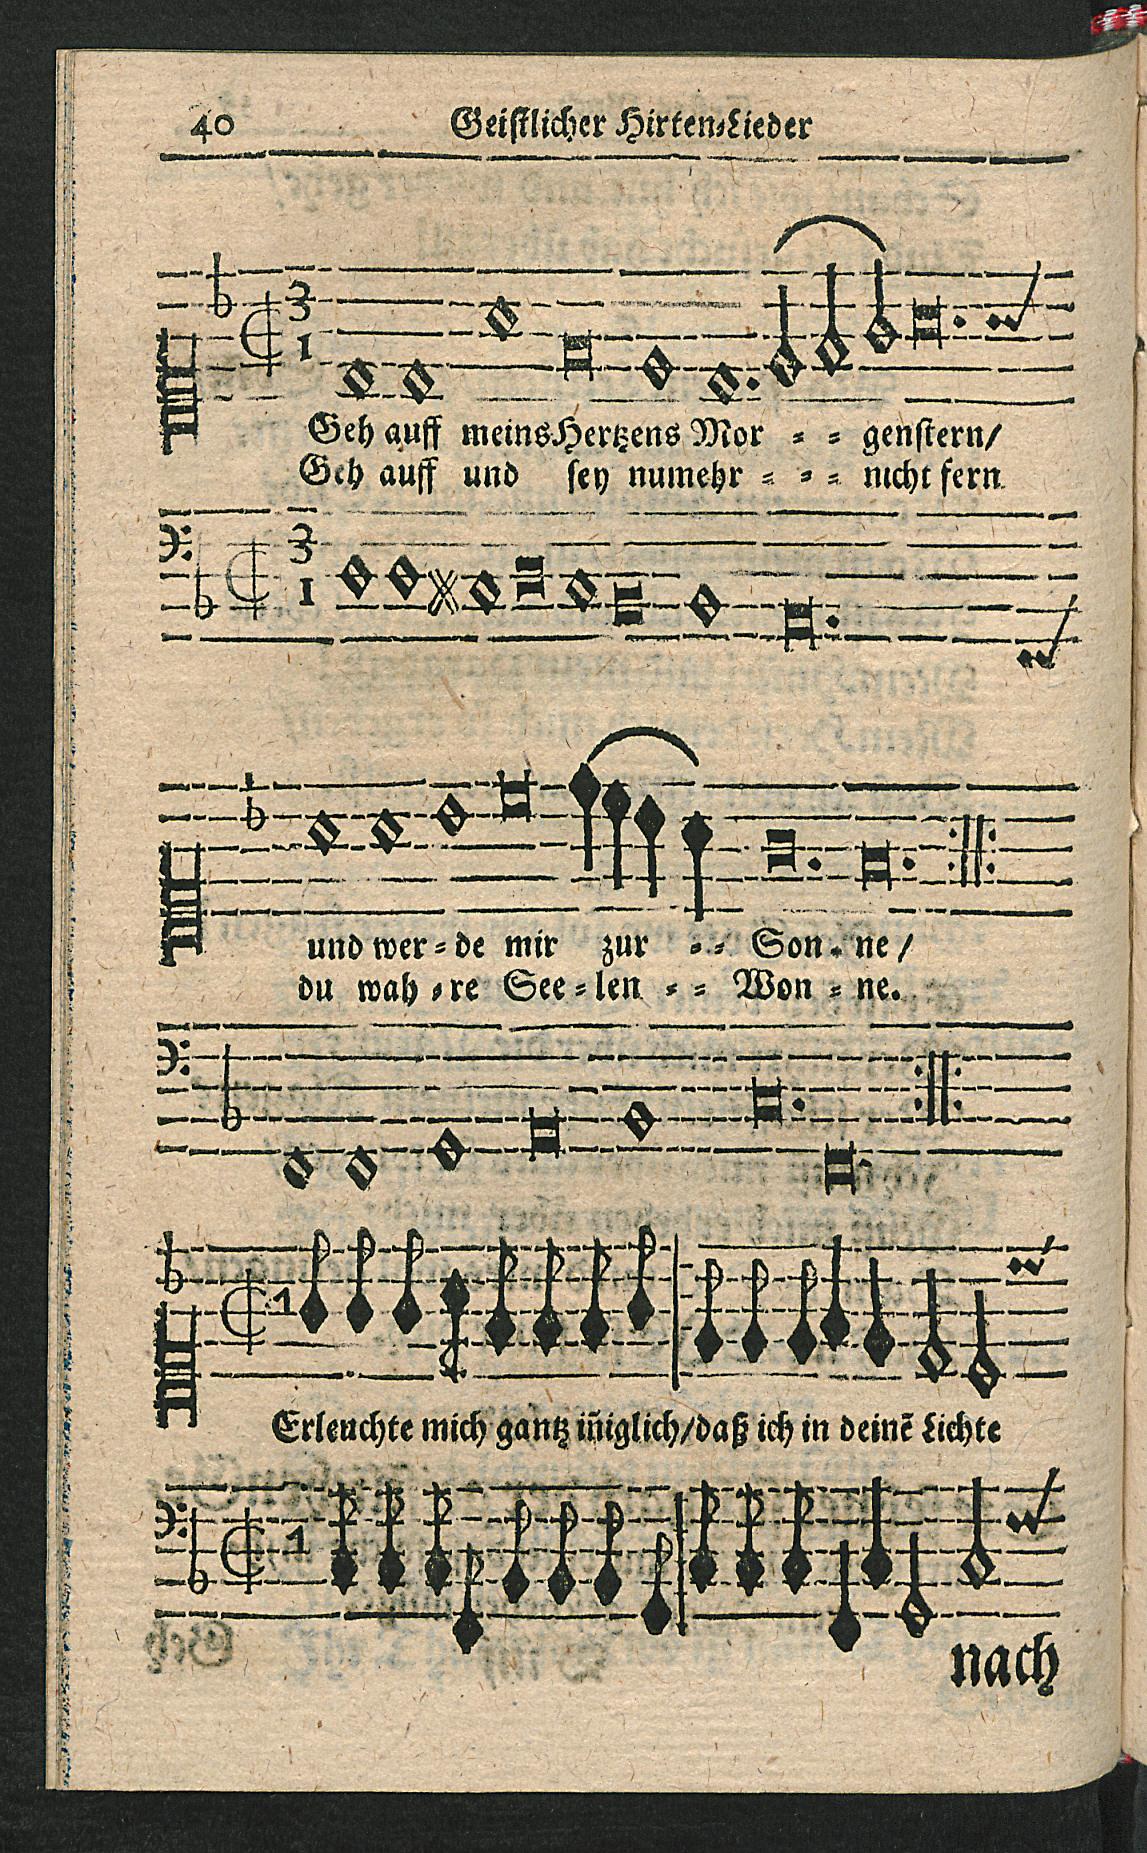 40 Geistlicher Hirten-Lieder
3
1
Geh auff meins Hertzens Mor = = genstern/
Geh auff und sey numehr = = = nicht fern.
3
1
und wer = de mir zur = = Son = ne /
du wah = re See = len = = Won = ne.
1
Erleuchte mich gantz iñiglich/daß ich in deinẽ Lichte
1
nach